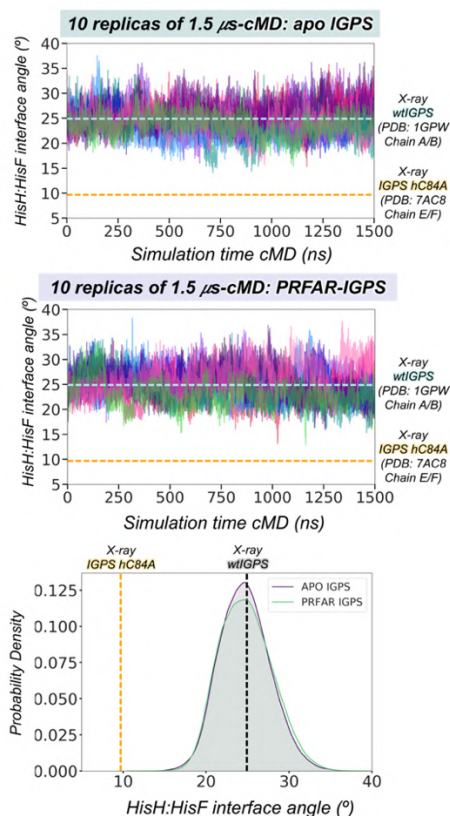 10 replicas of 1.5 μs-cMD: apo IGPS
HisH:HisF interface angle (º)
40
35
30
25
20
15
10
5
0
250
500
750
1000
1250
1500
Simulation time cMD (ns)
X-ray
wtIGPS
(PDB: 1GPW
Chain A/B)
X-ray
IGPS hC84A
(PDB: 7AC8
Chain E/F)
10 replicas of 1.5 μs-cMD: PRFAR-IGPS
HisH:HisF interface angle (º)
40
35
30
25
20
15
10
5
0
250
500
750
1000
1250
1500
Simulation time cMD (ns)
X-ray
wtIGPS
(PDB: 1GPW
Chain A/B)
X-ray
IGPS hC84A
(PDB: 7AC8
Chain E/F)
X-ray
IGPS hC84A
X-ray
wtIGPS
APO IGPS
PRFAR IGPS
Probability Density
0.125
0.100
0.075
0.050
0.025
0.000
10
20
30
40
HisH:HisF interface angle (º)